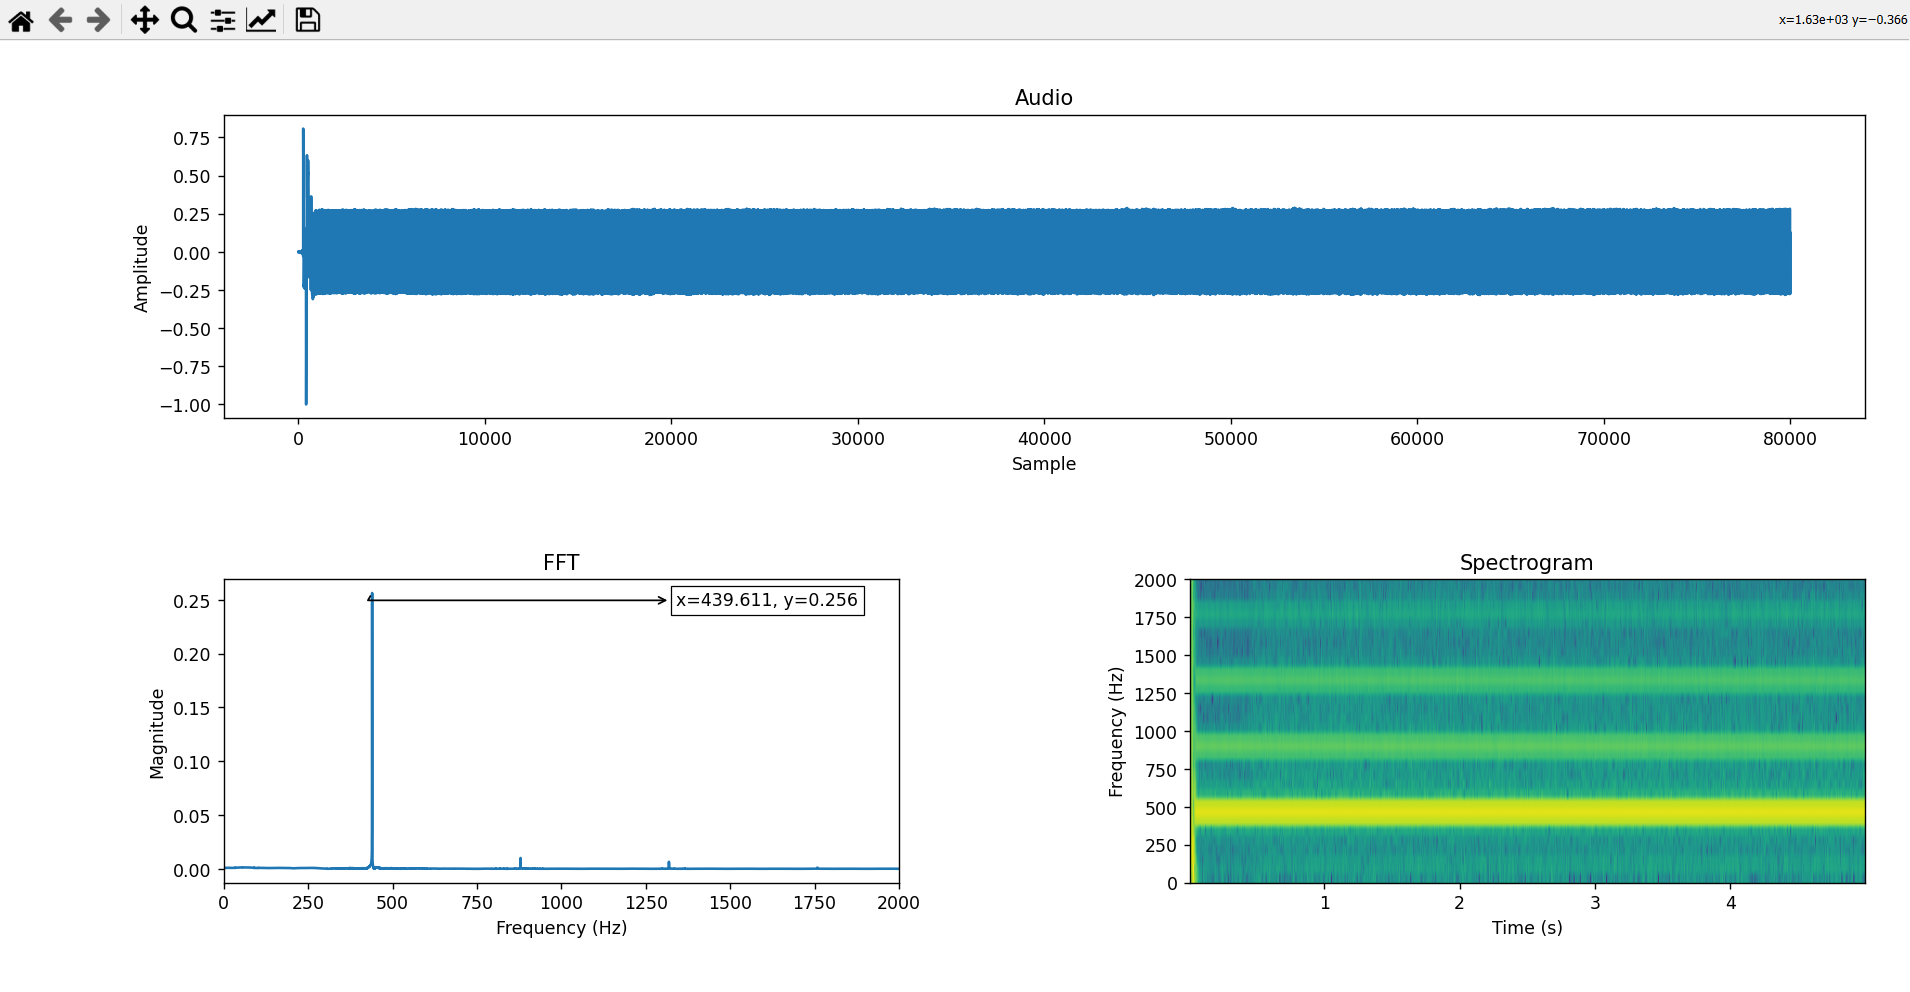 x=1.63e+03 y=−0.366
Audio
0.75
0.50
0.25
0.00
−0.25
−0.50
−0.75
−1.00
Amplitude
0 10000 20000 30000 40000 50000 60000 70000 80000
Sample
FFT
x=439.611, y=0.256
0.25
0.20
0.15
0.10
0.05
0.00
Magnitude
0 250 500 750 1000 1250 1500 1750 2000
Frequency (Hz)
Spectrogram
2000
1750
1500
1250
1000
750
500
250
0
Frequency (Hz)
1 2 3 4
Time (s)